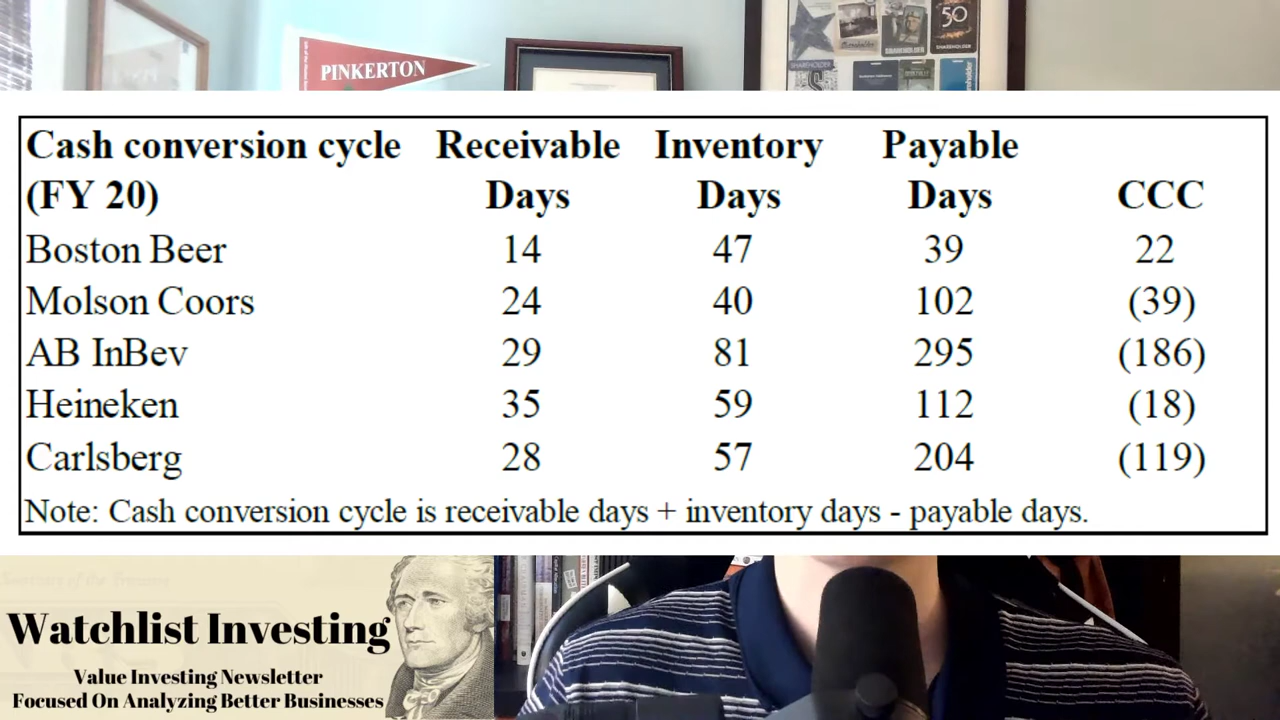 PINKERTON
50
SHAREHOLDER
SHAREHOLDER
Cash conversion cycle Receivable Inventory Payable
(FY 20) Days Days Days CCC
Boston Beer 14 47 39 22
Molson Coors 24 40 102 (39)
AB InBev 29 81 295 (186)
Heineken 35 59 112 (18)
Carlsberg 28 57 204 (119)
Note: Cash conversion cycle is receivable days + inventory days - payable days.
Watchlist Investing
Value Investing Newsletter
Focused On Analyzing Better Businesses